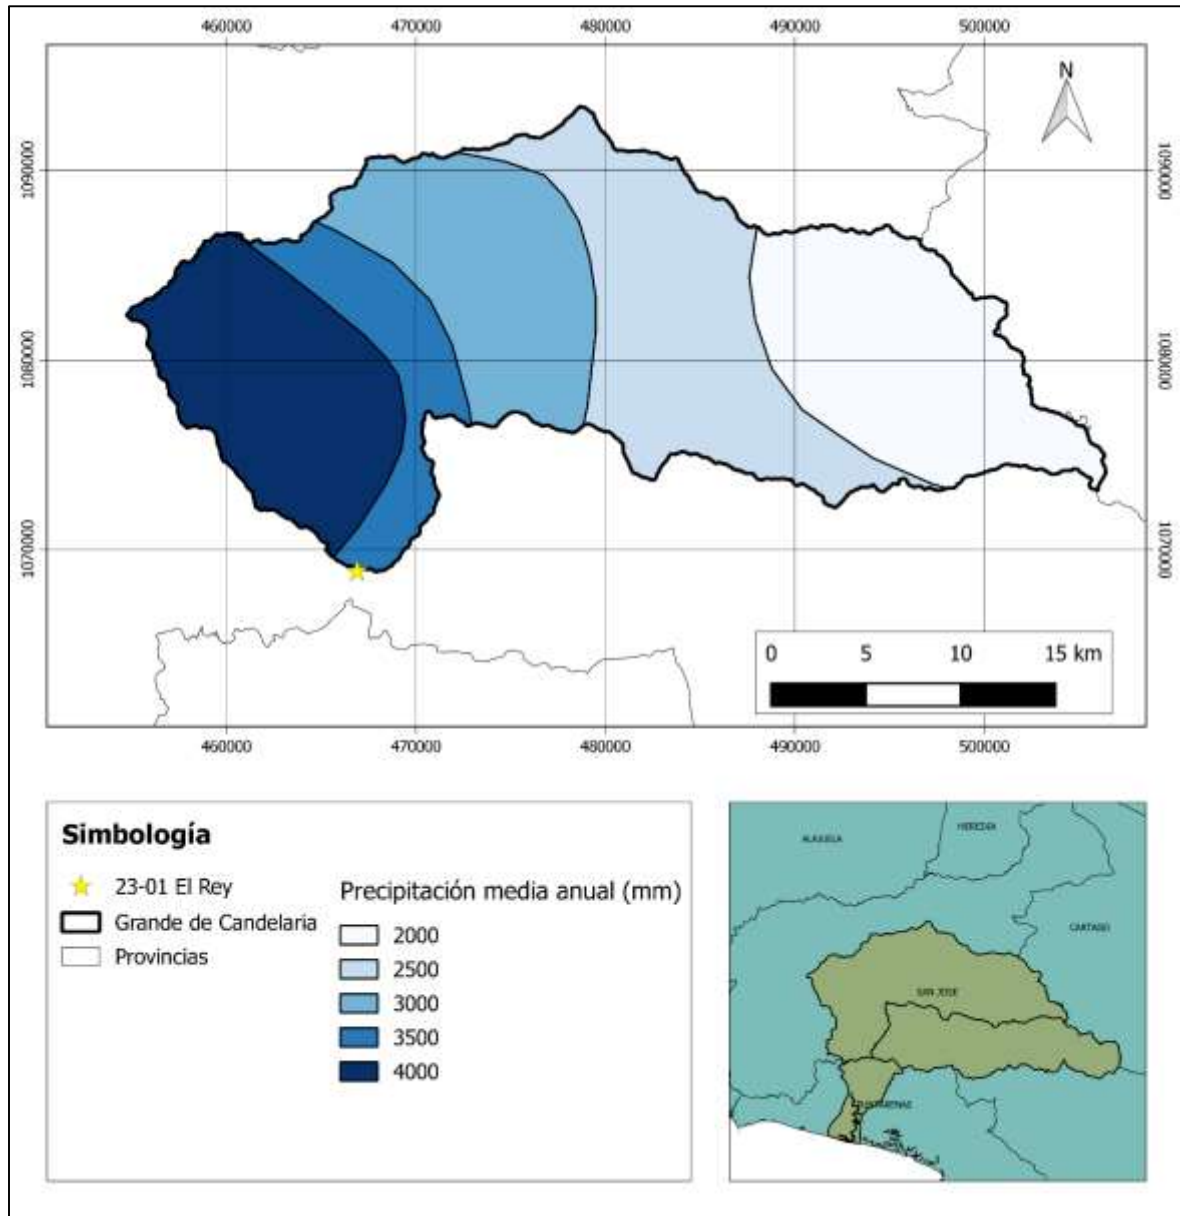 460000 470000 480000 490000 500000
N
1090000 1090000
1080000 1080000
1070000 1070000
0 5 10 15 km
460000 470000 480000 490000 500000
Simbología
23-01 El Rey
Grande de Candelaria
Provincias
Precipitación media anual (mm)
2000
2500
3000
3500
4000
ALAJUELA
HEREDIA
CARTAGO
SAN JOSE
PUNTARENAS